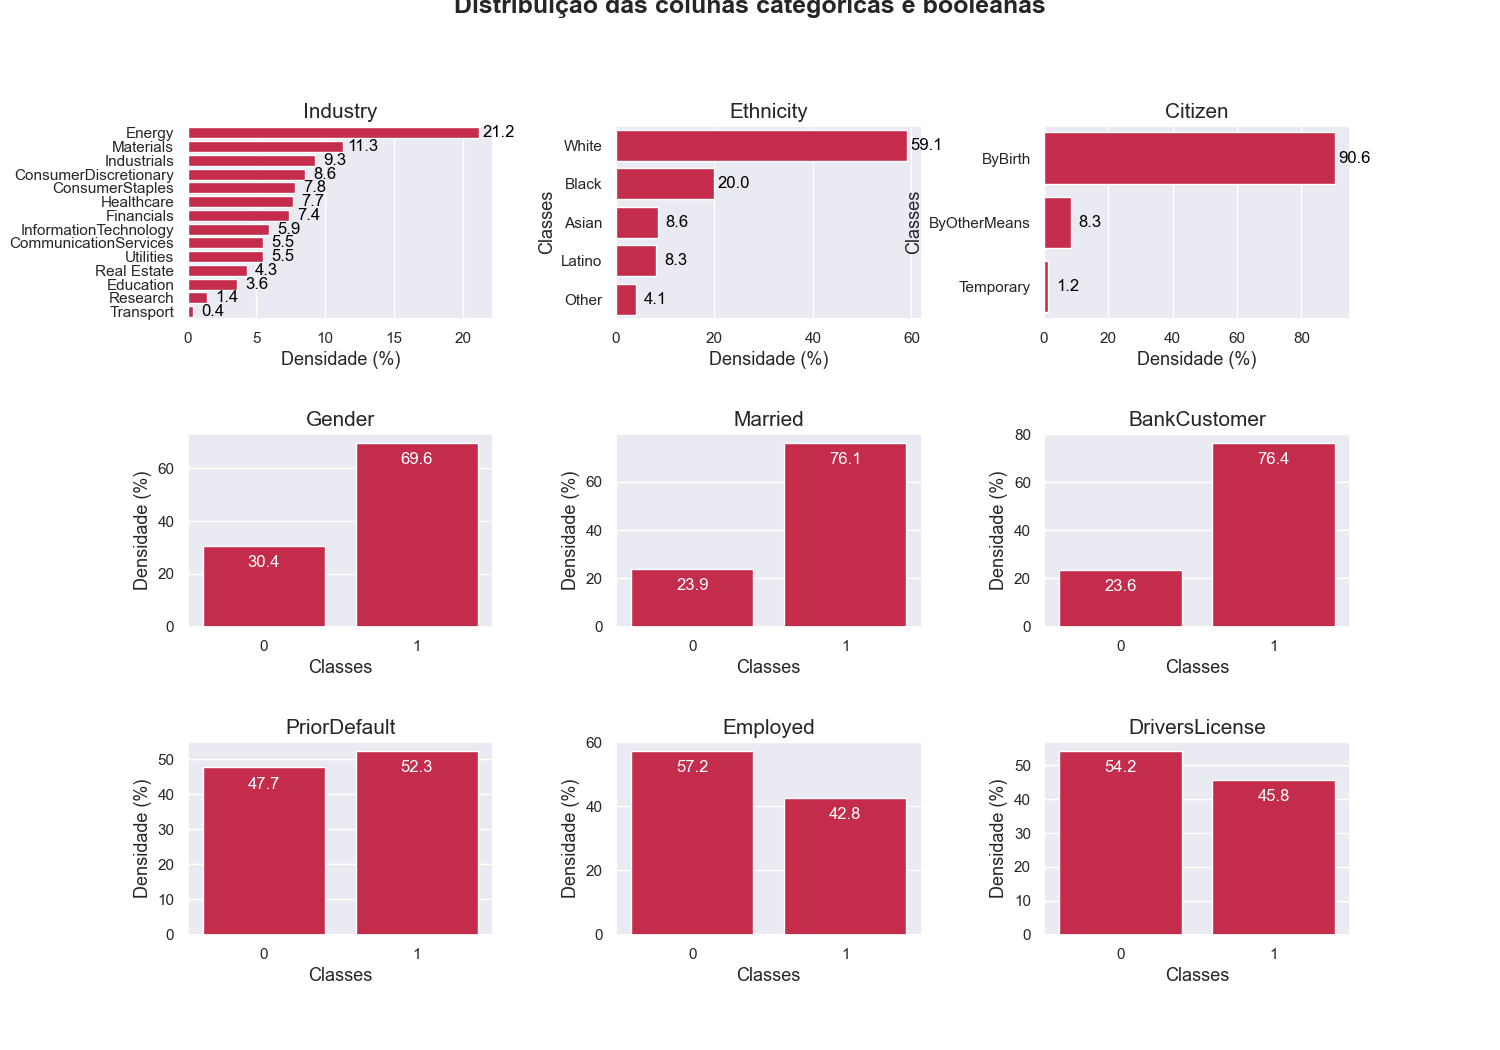 Distribuição das colunas categóricas e booleanas
Industry
Energy 21.2
Materials 11.3
Industrials 9.3
ConsumerDiscretionary 8.6
ConsumerStaples 7.8
Healthcare 7.7
Financials 7.4
InformationTechnology 5.9
CommunicationServices 5.5
Utilities 5.5
Real Estate 4.3
Education 3.6
Research 1.4
Transport 0.4
0 5 10 15 20
Densidade (%)
Ethnicity
Classes
White 59.1
Black 20.0
Asian 8.6
Latino 8.3
Other 4.1
0 20 40 60
Densidade (%)
Citizen
Classes
ByBirth 90.6
ByOtherMeans 8.3
Temporary 1.2
0 20 40 60 80
Densidade (%)
Gender
Densidade (%)
60
40
20
0
30.4 69.6
0 1
Classes
Married
Densidade (%)
60
40
20
0
23.9 76.1
0 1
Classes
BankCustomer
Densidade (%)
80
60
40
20
0
23.6 76.4
0 1
Classes
PriorDefault
Densidade (%)
50
40
30
20
10
0
47.7 52.3
0 1
Classes
Employed
Densidade (%)
60
40
20
0
57.2 42.8
0 1
Classes
DriversLicense
Densidade (%)
50
40
30
20
10
0
54.2 45.8
0 1
Classes